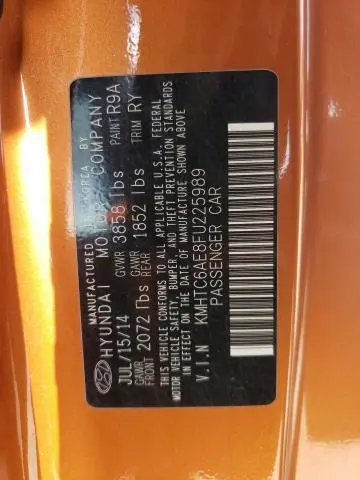 MANUFACTURED KOREA BY
HYUNDAI MO COMPANY
JUL/15/14 GVWR 3858 lbs PAINT R9A
GAWR FRONT 2072 lbs GAWR REAR 1852 lbs TRIM RY
THIS VEHICLE CONFORMS TO ALL APPLICABLE U.S.A. FEDERAL
MOTOR VEHICLE SAFETY, BUMPER, AND THEFT PREVENTION STANDARDS
IN EFFECT ON THE DATE OF MANUFACTURE SHOWN ABOVE
V.I.N KMHTC6AE8FU225989
PASSENGER CAR